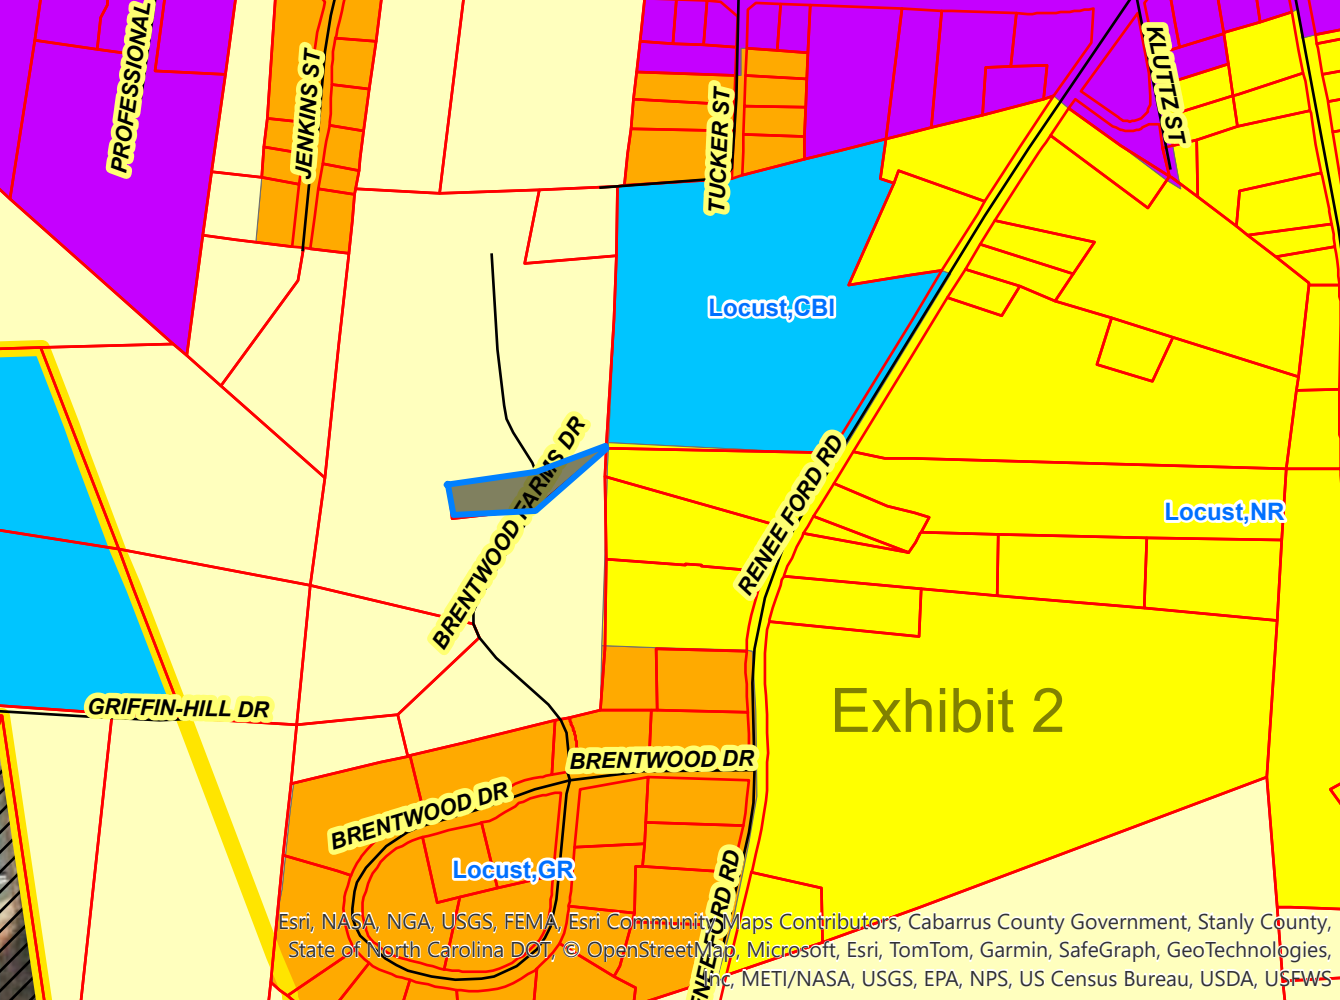 PROFESSIONAL
JENKINS ST
TUCKER ST
KLUTTZ ST
Locust,CBI
BRENTWOOD FARMS DR
RENEE FORD RD
Locust,NR
GRIFFIN-HILL DR
Exhibit 2
BRENTWOOD DR
BRENTWOOD DR
Locust,GR
RENEE FORD RD
Esri, NASA, NGA, USGS, FEMA, Esri Community Maps Contributors, Cabarrus County Government, Stanly County,
State of North Carolina DOT, © OpenStreetMap, Microsoft, Esri, TomTom, Garmin, SafeGraph, GeoTechnologies,
Inc, METI/NASA, USGS, EPA, NPS, US Census Bureau, USDA, USFWS